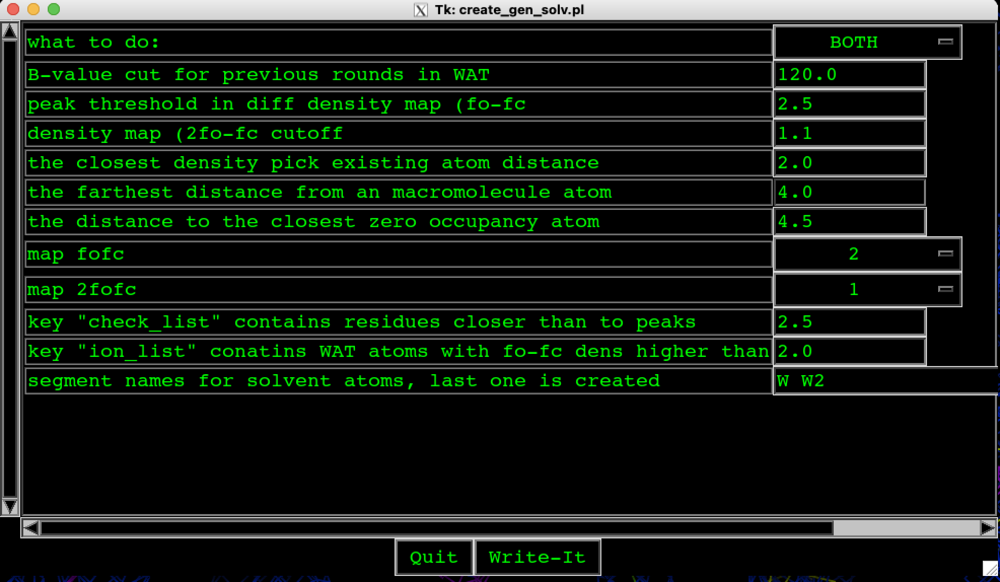 Tk: create_gen_solv.pl
what to do: BOTH
B-value cut for previous rounds in WAT 120.0
peak threshold in diff density map (fo-fc 2.5
density map (2fo-fc cutoff 1.1
the closest density pick existing atom distance 2.0
the farthest distance from an macromolecule atom 4.0
the distance to the closest zero occupancy atom 4.5
map fofc 2
map 2fofc 1
key "check_list" contains residues closer than to peaks 2.5
key "ion_list" conatins WAT atoms with fo-fc dens higher than 2.0
segment names for solvent atoms, last one is created W W2
Quit Write-It